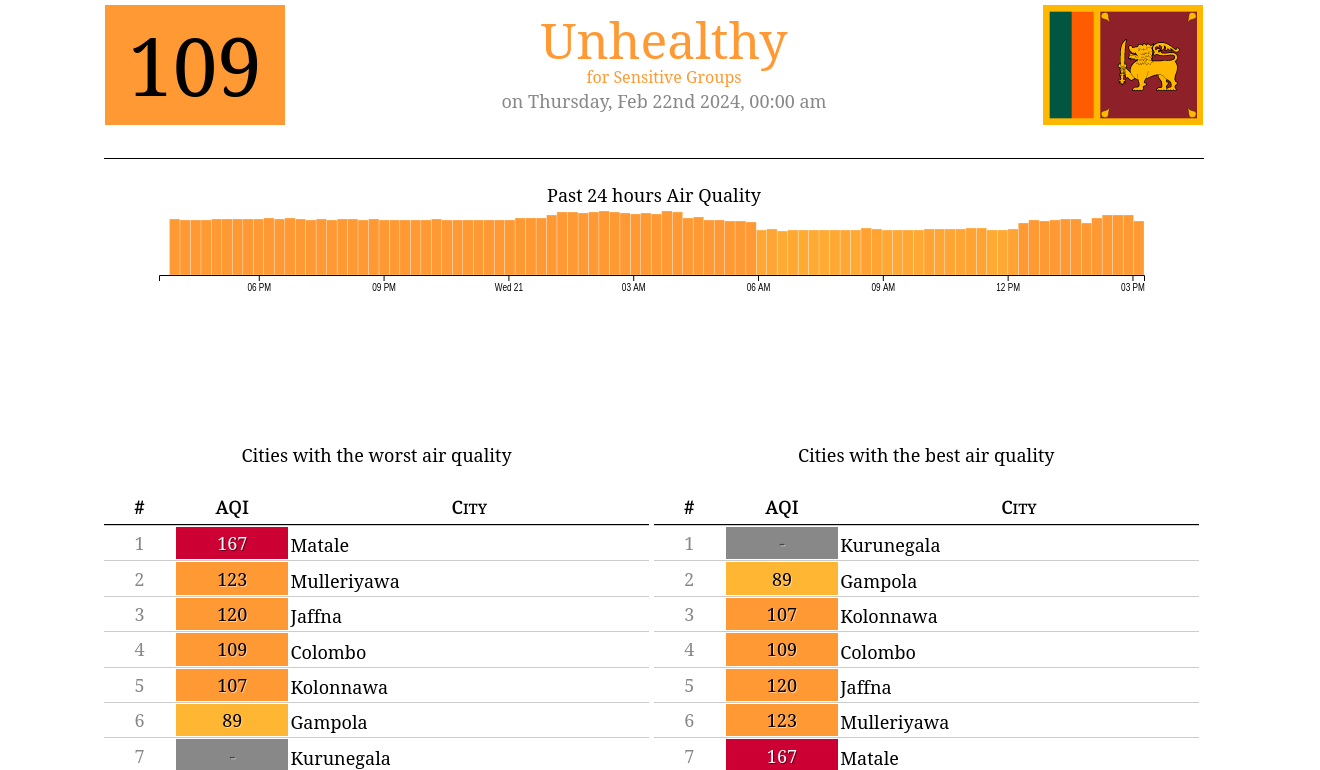 109
Unhealthy
for Sensitive Groups
on Thursday, Feb 22nd 2024, 00:00 am
Past 24 hours Air Quality
06 PM 09 PM Wed 21 03 AM 06 AM 09 AM 12 PM 03 PM
Cities with the worst air quality
# AQI City
1 167 Matale
2 123 Mulleriyawa
3 120 Jaffna
4 109 Colombo
5 107 Kolonnawa
6 89 Gampola
7 - Kurunegala
Cities with the best air quality
# AQI City
1 - Kurunegala
2 89 Gampola
3 107 Kolonnawa
4 109 Colombo
5 120 Jaffna
6 123 Mulleriyawa
7 167 Matale